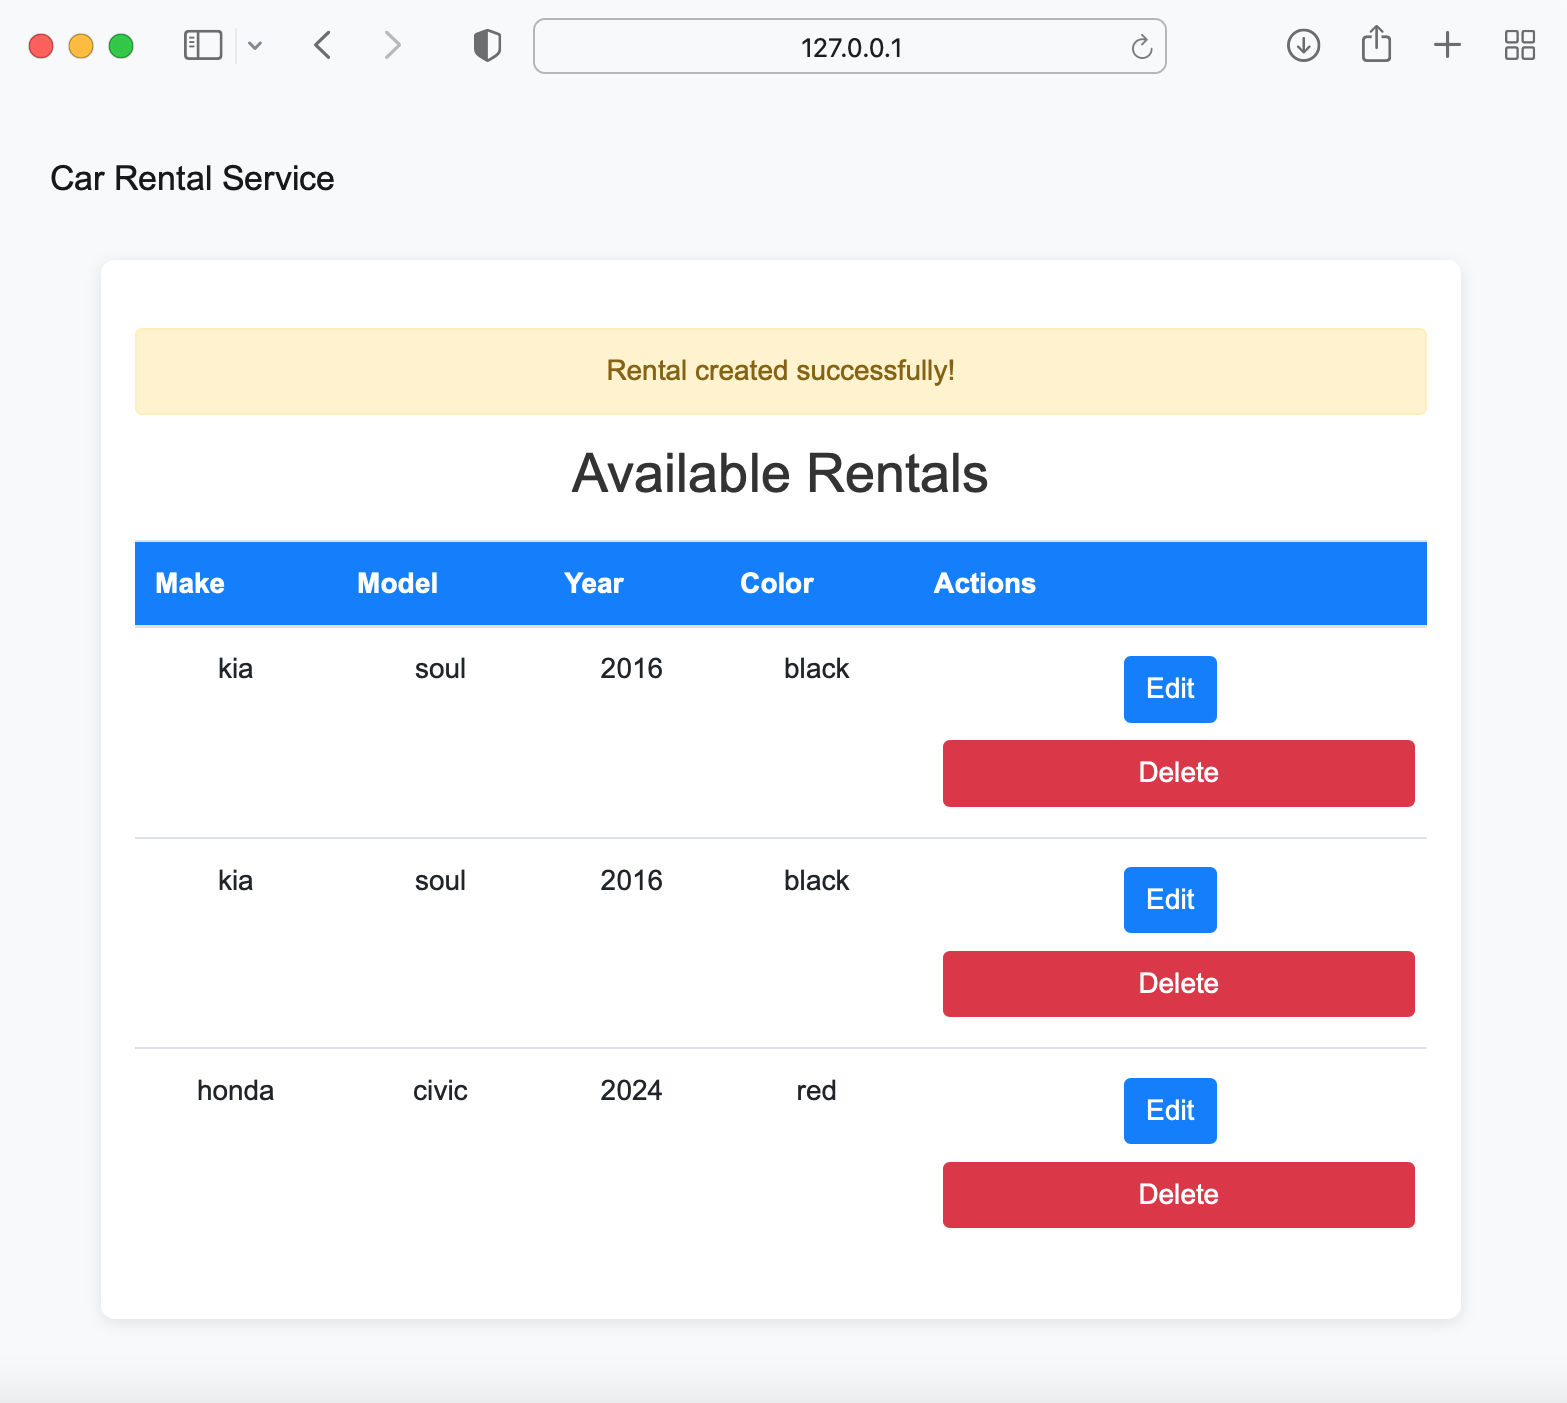 127.0.0.1
Car Rental Service
Rental created successfully!
Available Rentals
Make Model Year Color Actions
kia soul 2016 black Edit
Delete
kia soul 2016 black Edit
Delete
honda civic 2024 red Edit
Delete